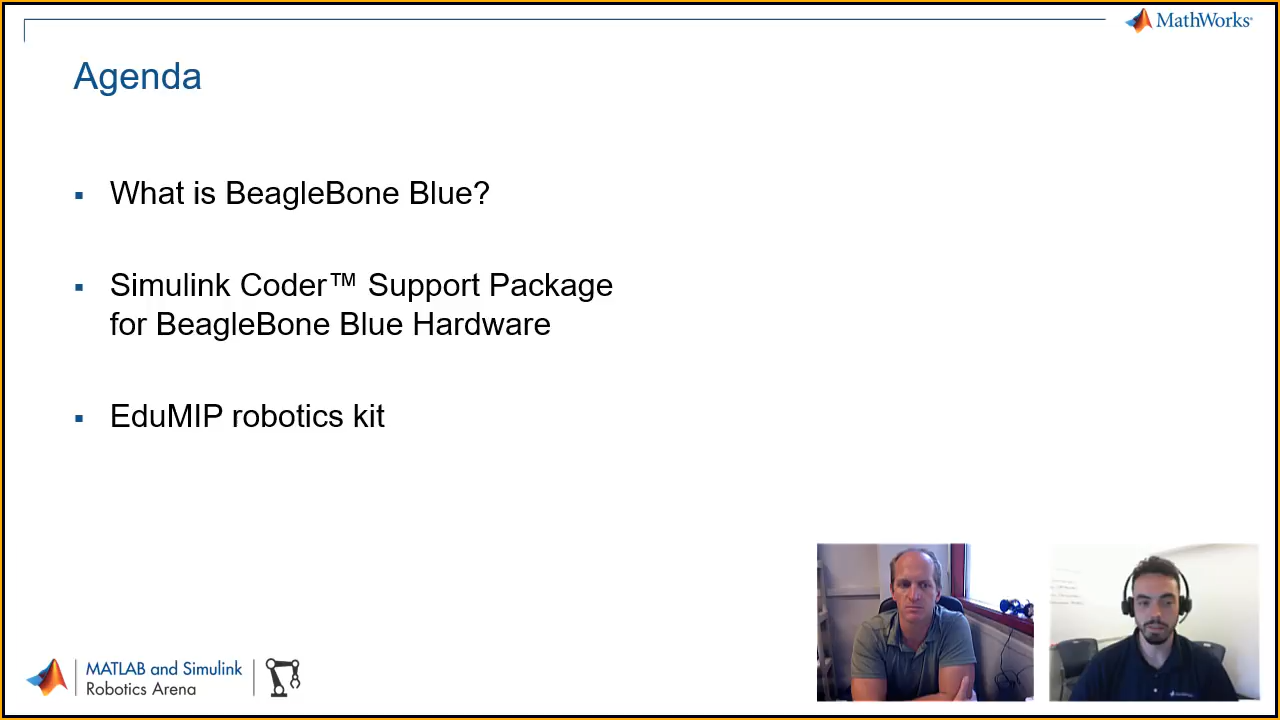 MathWorks®
Agenda
▪ What is BeagleBone Blue?
▪ Simulink Coder™ Support Package
for BeagleBone Blue Hardware
▪ EduMIP robotics kit
MATLAB and Simulink
Robotics Arena